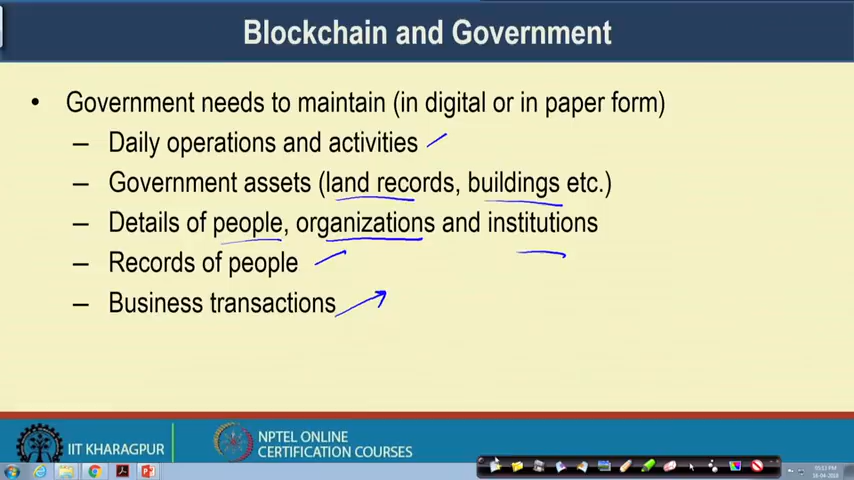 Blockchain and Government
• Government needs to maintain (in digital or in paper form)
– Daily operations and activities
– Government assets (land records, buildings etc.)
– Details of people, organizations and institutions
– Records of people
– Business transactions
IIT KHARAGPUR
NPTEL ONLINE
CERTIFICATION COURSES